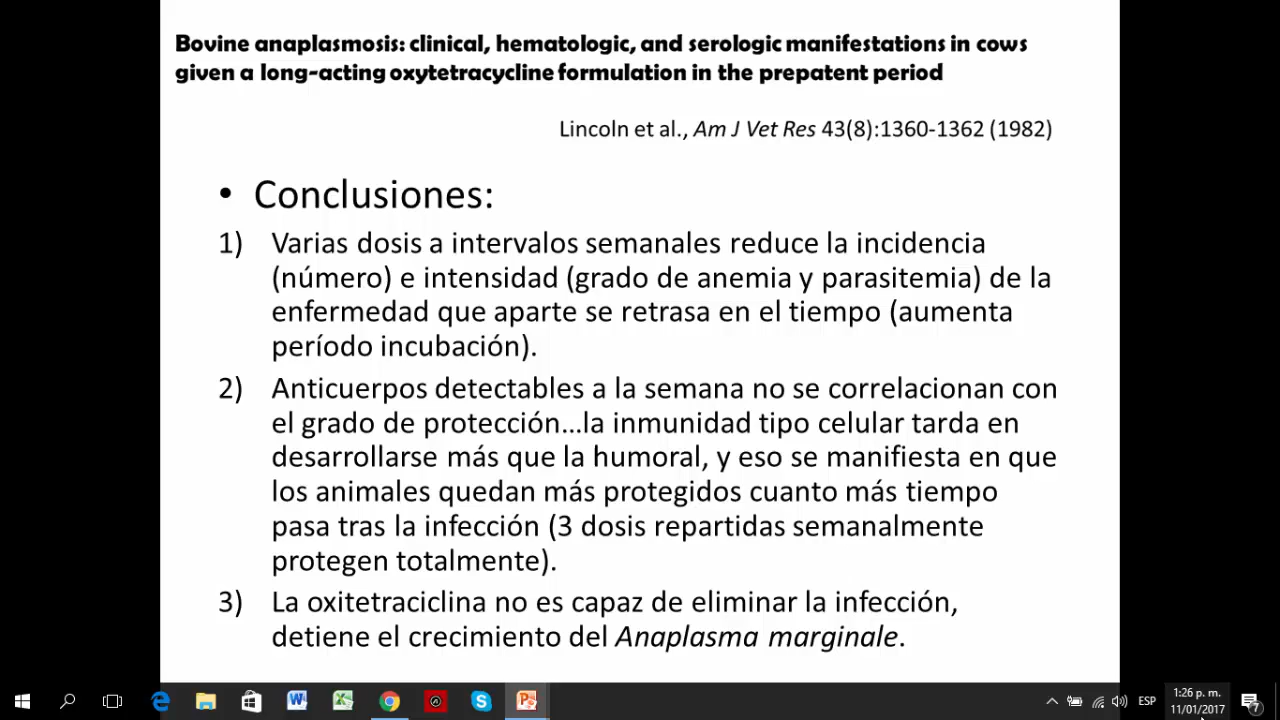 Bovine anaplasmosis: clinical, hematologic, and serologic manifestations in cows
given a long-acting oxytetracycline formulation in the prepatent period
Lincoln et al., Am J Vet Res 43(8):1360-1362 (1982)
• Conclusiones:
1) Varias dosis a intervalos semanales reduce la incidencia
(número) e intensidad (grado de anemia y parasitemia) de la
enfermedad que aparte se retrasa en el tiempo (aumenta
período incubación).
2) Anticuerpos detectables a la semana no se correlacionan con
el grado de protección...la inmunidad tipo celular tarda en
desarrollarse más que la humoral, y eso se manifiesta en que
los animales quedan más protegidos cuanto más tiempo
pasa tras la infección (3 dosis repartidas semanalmente
protegen totalmente).
3) La oxitetraciclina no es capaz de eliminar la infección,
detiene el crecimiento del Anaplasma marginale.
ESP
1:26 p. m.
11/01/2017
7